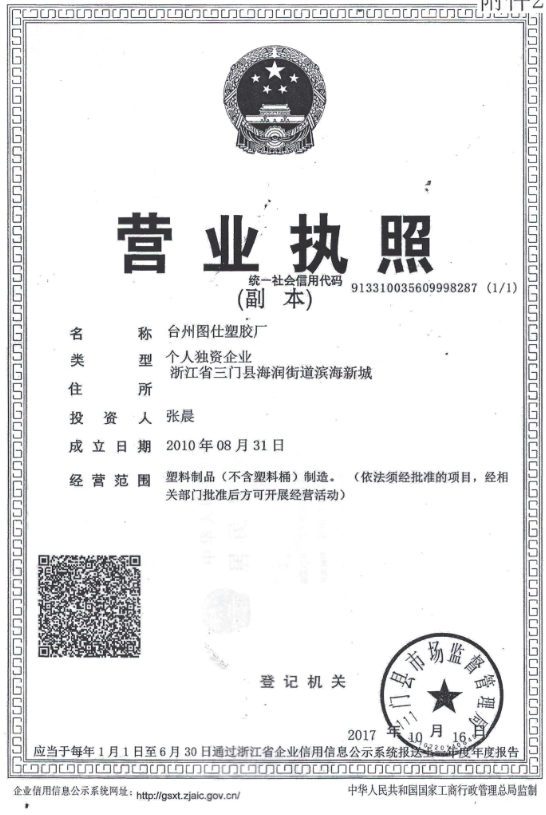 附件2
营业执照
统一社会信用代码
(副 本)
913310035609998287 (1/1)
名 称 台州图仕塑胶厂
类 型 个人独资企业
浙江省三门县海润街道滨海新城
住 所
投 资 人 张晨
成 立 日 期 2010 年 08 月 31 日
经 营 范 围 塑料制品（不含塑料桶）制造。 （依法须经批准的项目，经相
关部门批准后方可开展经营活动）
登 记 机 关
三门县市场监督管理局
2017 年 10 月 16 日
应当于每年 1 月 1 日至 6 月 30 日通过浙江省企业信用信息公示系统报送上一年度年度报告
企业信用信息公示系统网址：http://gsxt.zjaic.gov.cn/
中华人民共和国国家工商行政管理总局监制